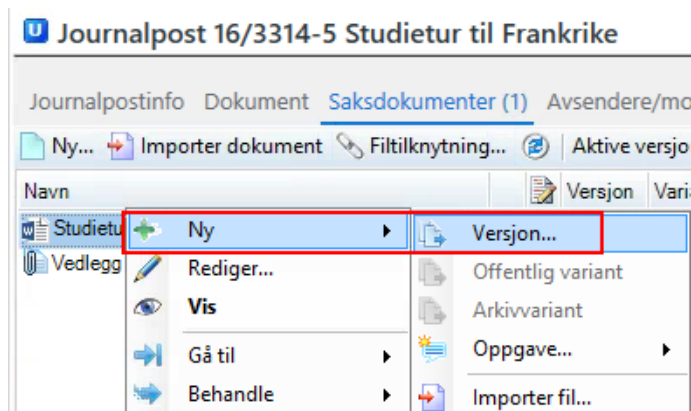 U Journalpost 16/3314-5 Studietur til Frankrike
Journalpostinfo Dokument Saksdokumenter (1) Avsendere/mo
Ny... Importer dokument Filtilknytning... Aktive versjo
Navn Versjon Vari
Studietu Ny Versjon...
Vedlegg Rediger... Offentlig variant
Vis Arkivvariant
Gå til Oppgave...
Behandle Importer fil...